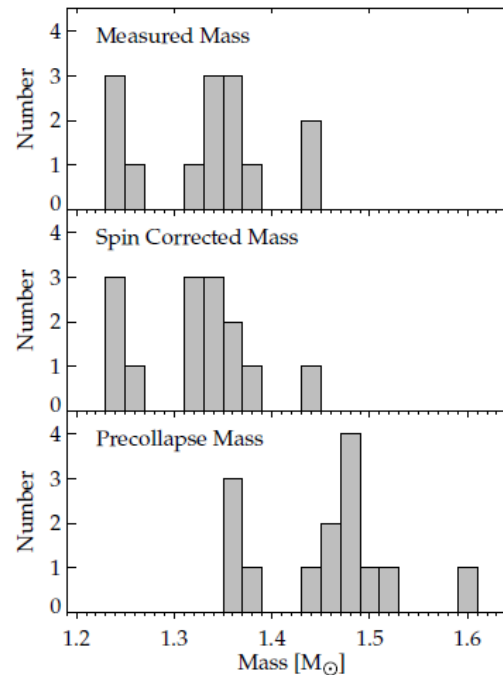 Measured Mass
Number
4
3
2
1
0
Spin Corrected Mass
Number
4
3
2
1
0
Precollapse Mass
Number
4
3
2
1
0
1.2 1.3 1.4 1.5 1.6
Mass [M☉]